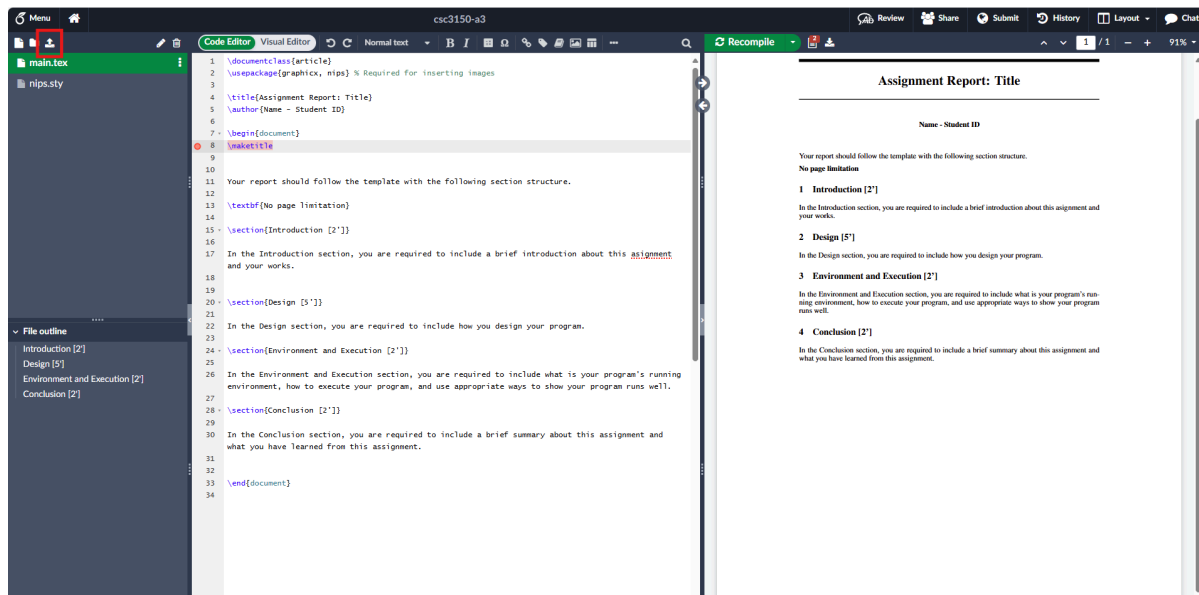 Menu
csc3150-a3
Review
Share
Submit
History
Layout
Chat
Code Editor
Visual Editor
Normal text
B I
Ω
Recompile
2
1 / 1
91%
main.tex
nips.sty
File outline
Introduction [2']
Design [5']
Environment and Execution [2']
Conclusion [2']
1 \documentclass{article}
2 \usepackage{graphicx, nips} % Required for inserting images
3
4 \title{Assignment Report: Title}
5 \author{Name - Student ID}
6
7 \begin{document}
8 \maketitle
9
10
11 Your report should follow the template with the following section structure.
12
13 \textbf{No page limitation}
14
15 \section{Introduction [2']}
16
17 In the Introduction section, you are required to include a brief introduction about this asignment
and your works.
18
19
20 \section{Design [5']}
21
22 In the Design section, you are required to include how you design your program.
23
24 \section{Environment and Execution [2']}
25
26 In the Environment and Execution section, you are required to include what is your program's running
environment, how to execute your program, and use appropriate ways to show your program runs well.
27
28 \section{Conclusion [2']}
29
30 In the Conclusion section, you are required to include a brief summary about this assignment and
what you have learned from this assignment.
31
32
33 \end{document}
34
Assignment Report: Title
Name - Student ID
Your report should follow the template with the following section structure.
No page limitation
1 Introduction [2']
In the Introduction section, you are required to include a brief introduction about this asignment and
your works.
2 Design [5']
In the Design section, you are required to include how you design your program.
3 Environment and Execution [2']
In the Environment and Execution section, you are required to include what is your program's run-
ning environment, how to execute your program, and use appropriate ways to show your program
runs well.
4 Conclusion [2']
In the Conclusion section, you are required to include a brief summary about this assignment and
what you have learned from this assignment.